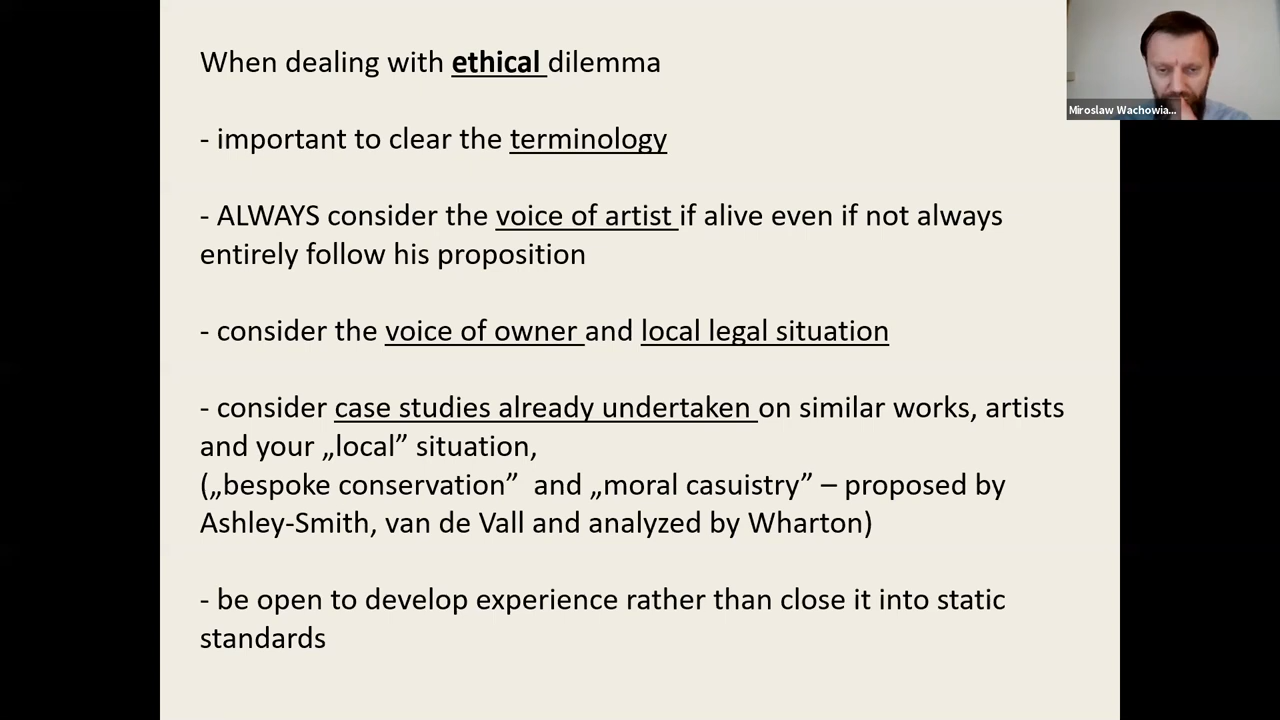 When dealing with ethical dilemma
- important to clear the terminology
- ALWAYS consider the voice of artist if alive even if not always
entirely follow his proposition
- consider the voice of owner and local legal situation
- consider case studies already undertaken on similar works, artists
and your „local” situation,
(„bespoke conservation” and „moral casuistry” – proposed by
Ashley-Smith, van de Vall and analyzed by Wharton)
- be open to develop experience rather than close it into static
standards
Miroslaw Wachowia...